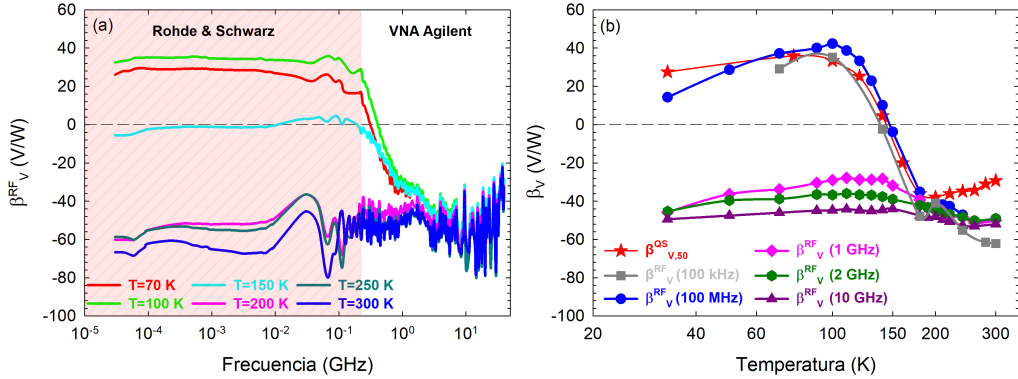 (a)
Rohde & Schwarz
VNA Agilent
60
40
20
0
-20
-40
-60
-80
-100
β^RF_V (V/W)
T=70 K
T=150 K
T=250 K
T=100 K
T=200 K
T=300 K
10^-5
10^-4
10^-3
10^-2
10^-1
10^0
10^1
Frecuencia (GHz)
(b)
60
40
20
0
-20
-40
-60
-80
-100
β_V (V/W)
β^QS_V,50
β^RF_V (1 GHz)
β^RF_V (100 kHz)
β^RF_V (2 GHz)
β^RF_V (100 MHz)
β^RF_V (10 GHz)
20
60
100
150
200
300
Temperatura (K)